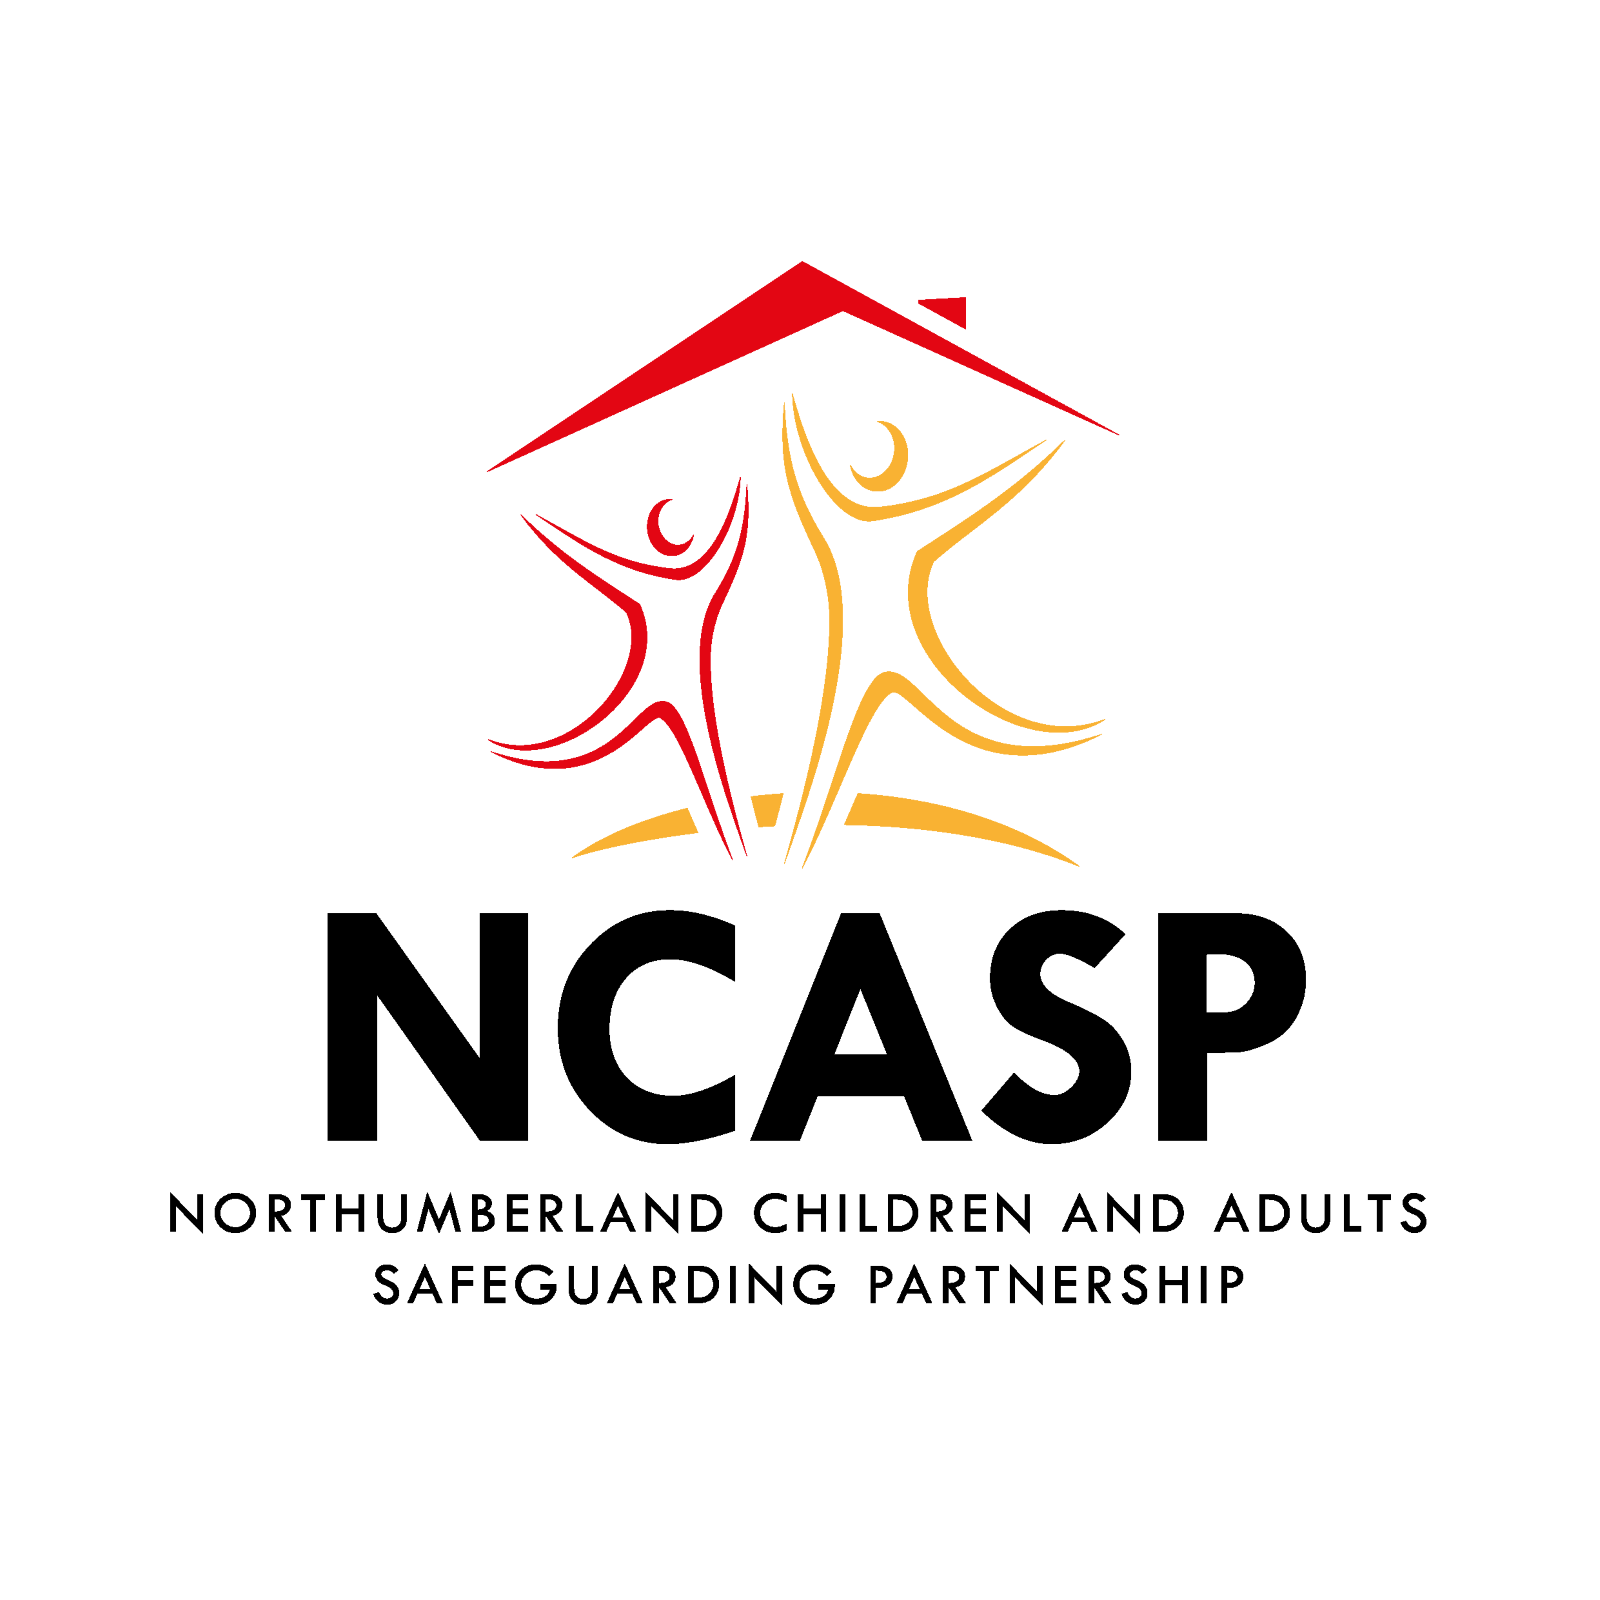 NCASP
NORTHUMBERLAND CHILDREN AND ADULTS
SAFEGUARDING PARTNERSHIP